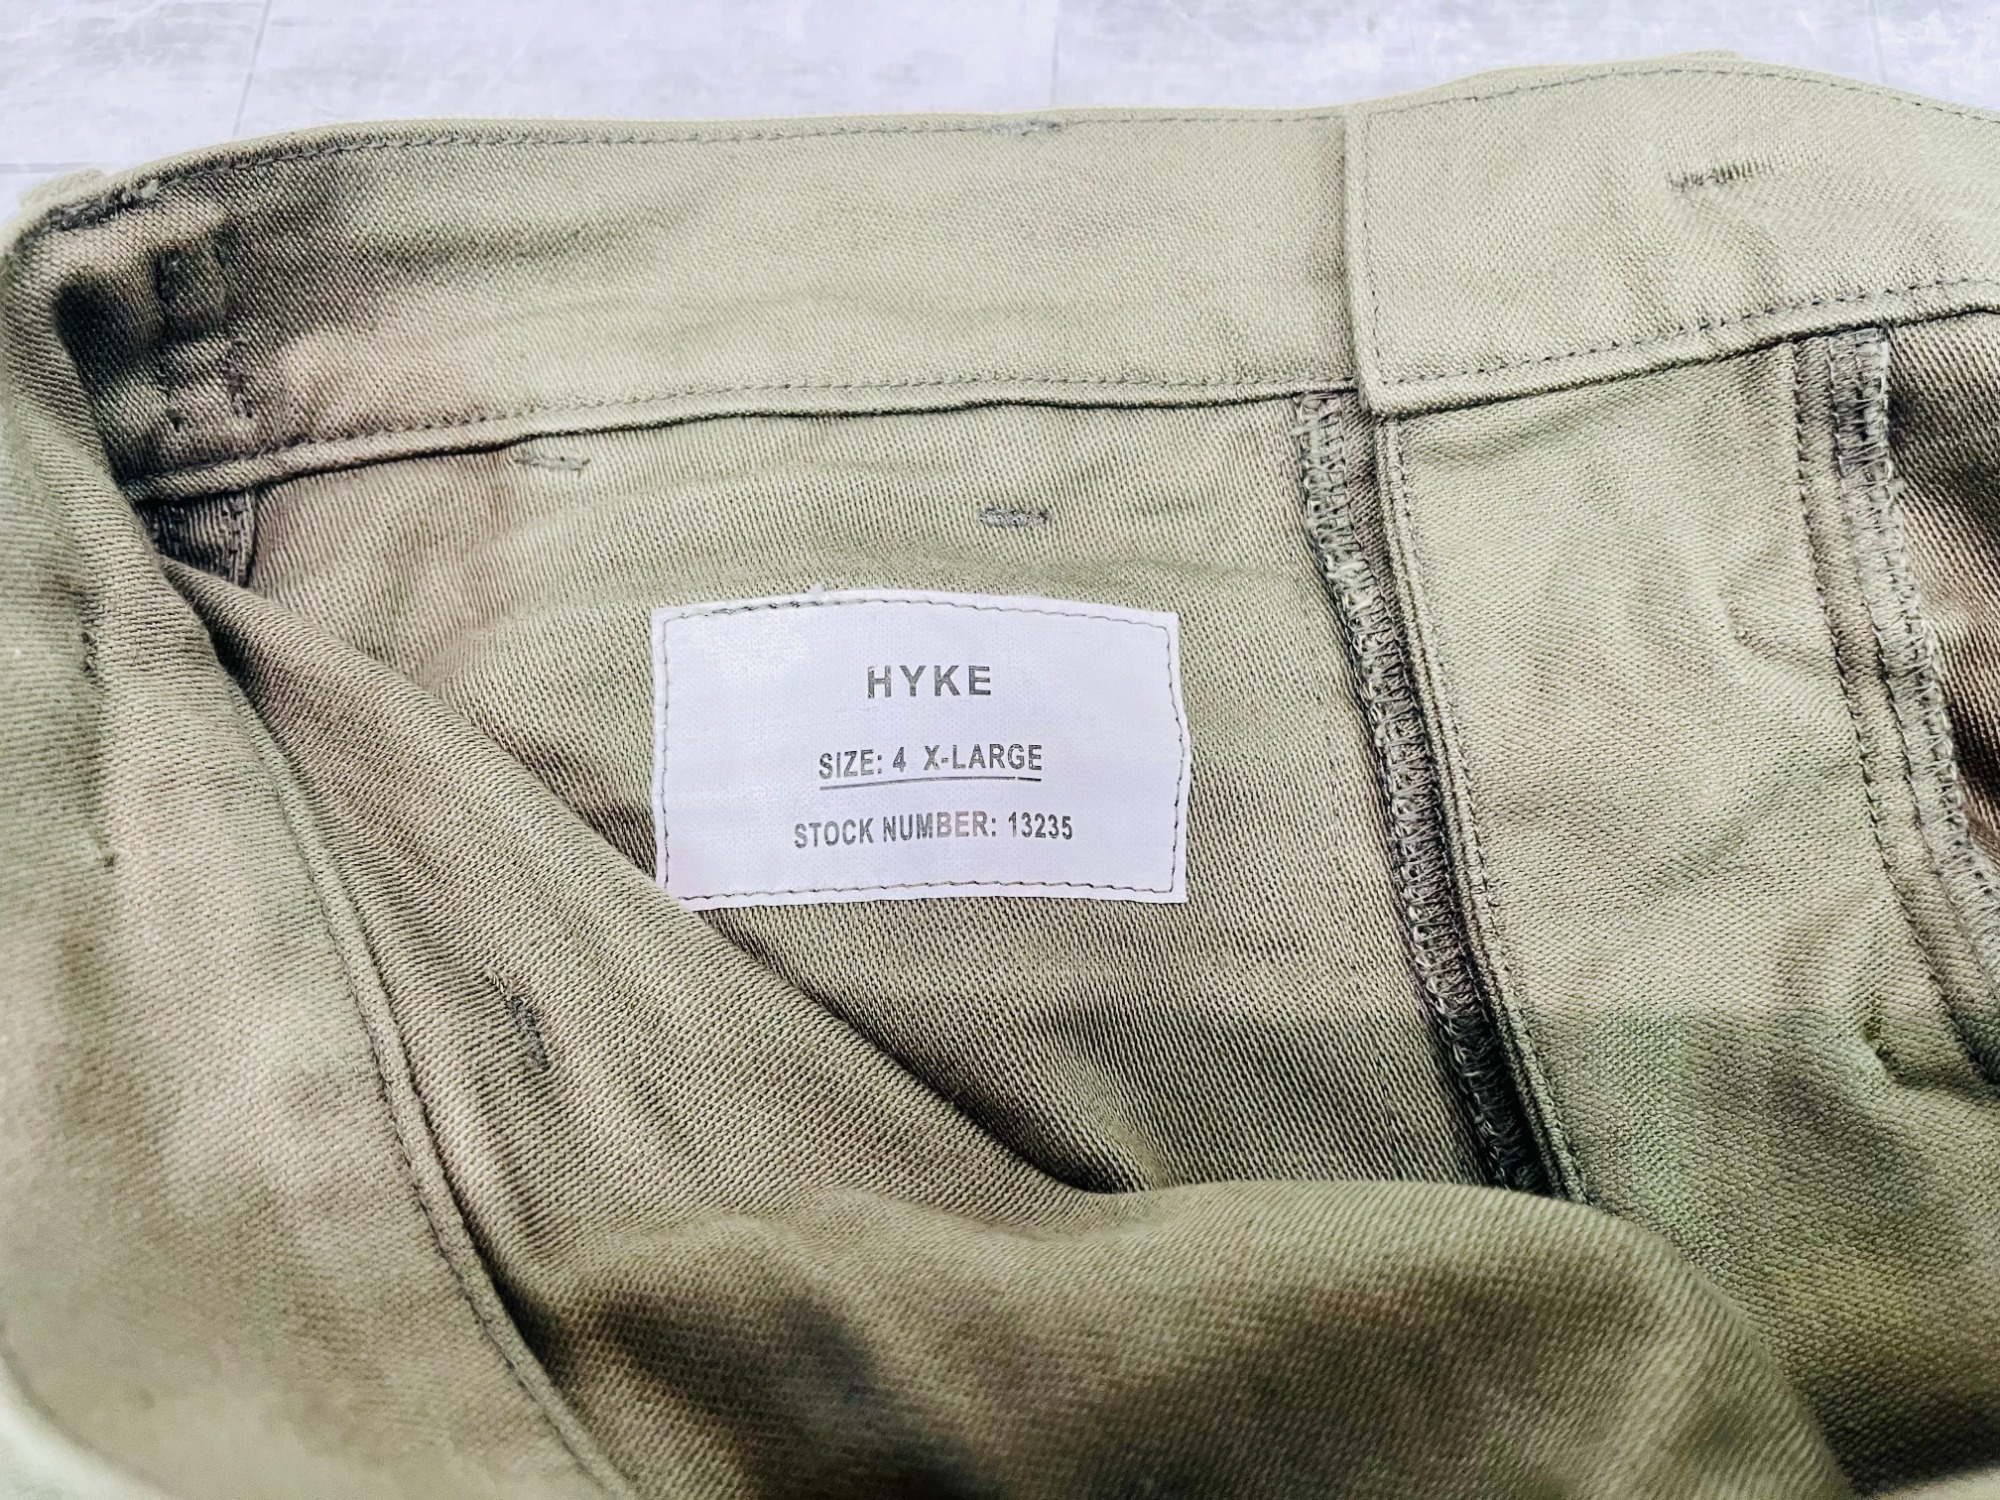 HYKE
SIZE: 4 X-LARGE
STOCK NUMBER: 13235